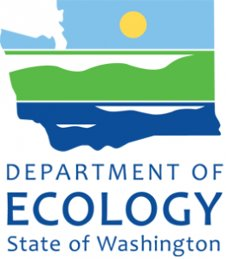 DEPARTMENT OF
ECOLOGY
State of Washington